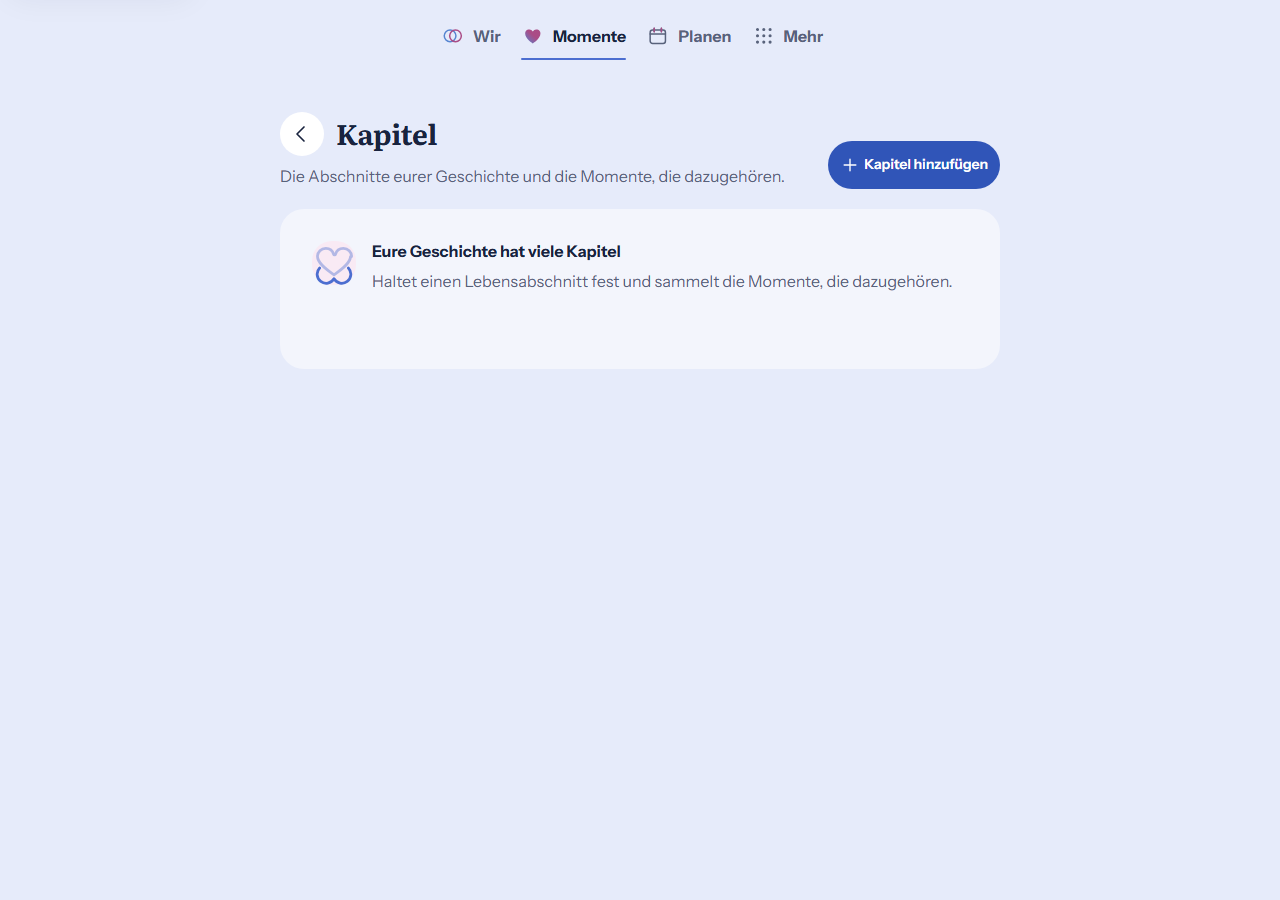 Wir
Momente
Planen
Mehr
Kapitel
Die Abschnitte eurer Geschichte und die Momente, die dazugehören.
Kapitel hinzufügen
Eure Geschichte hat viele Kapitel
Haltet einen Lebensabschnitt fest und sammelt die Momente, die dazugehören.